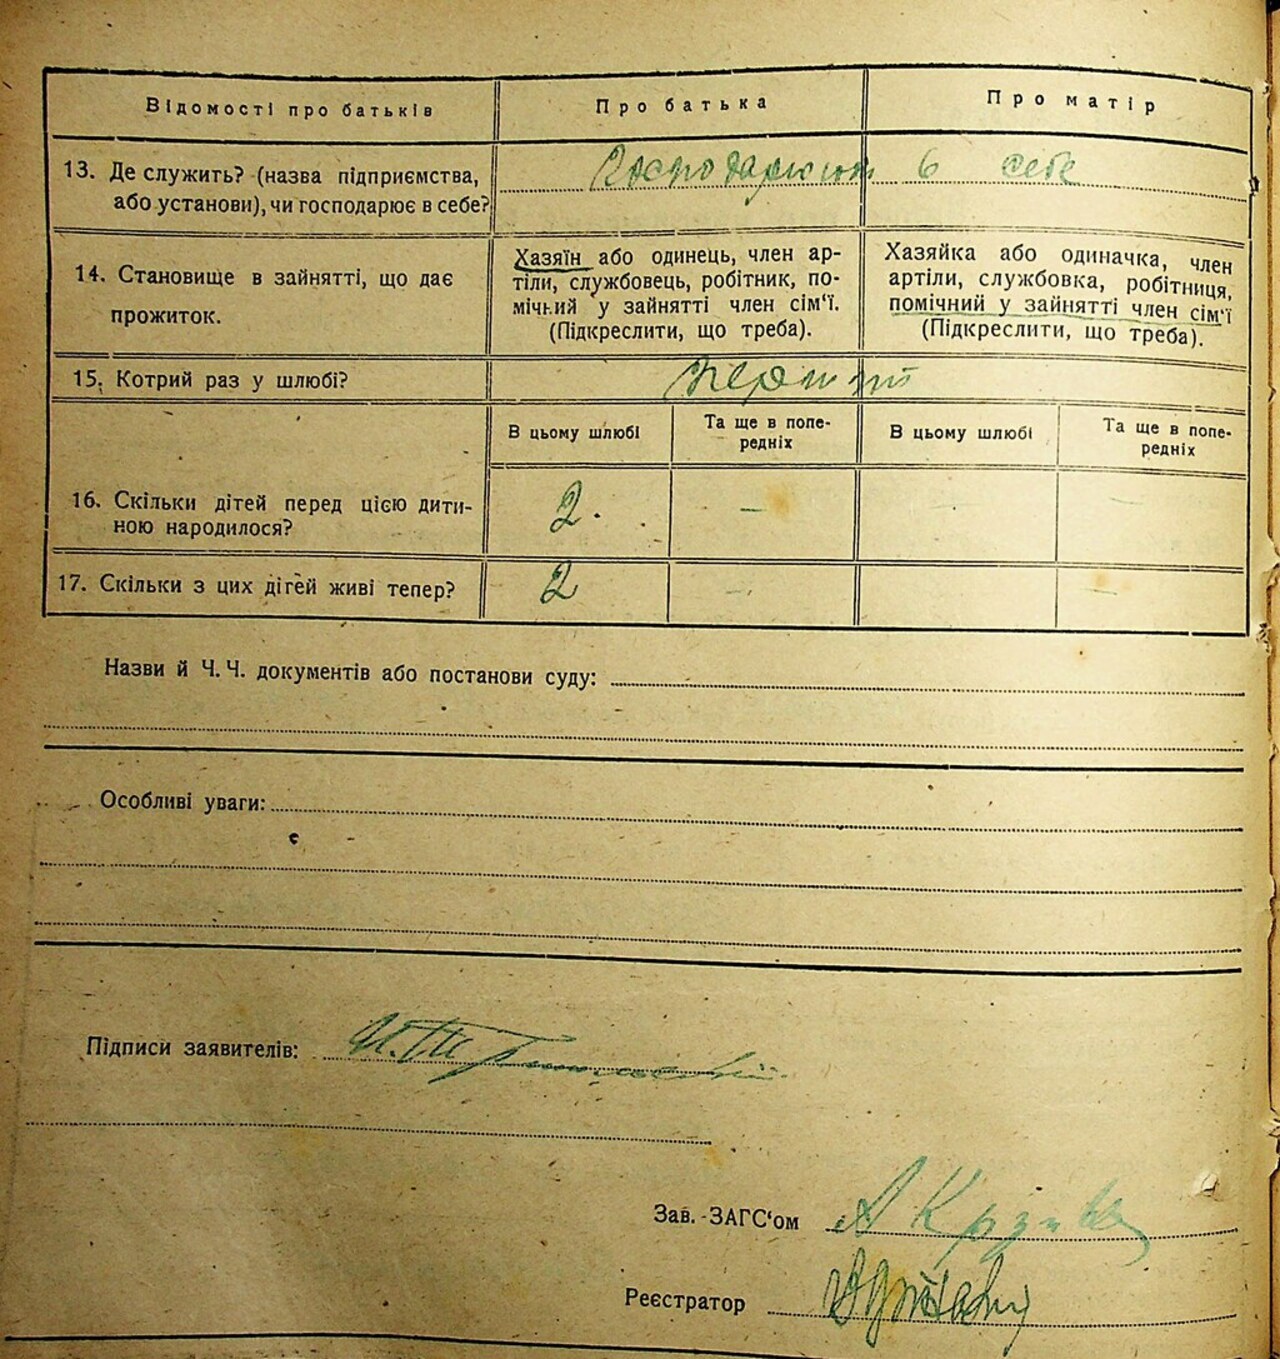 Відомості про батьків
Про батька
Про матір
13. Де служить? (назва підприємства,
або установи), чи господарює в себе?
Господарюють в себе
14. Становище в зайнятті, що дає
прожиток.
Хазяїн або одинець, член ар-
тіли, службовець, робітник, по-
мічний у зайнятті член сім‘ї.
(Підкреслити, що треба).
Хазяйка або одиначка, член
артіли, службовка, робітниця,
помічний у зайнятті член сім‘ї
(Підкреслити, що треба).
15. Котрий раз у шлюбі?
В цьому шлюбі
Та ще в попе-
редніх
В цьому шлюбі
Та ще в попе-
редніх
16. Скільки дітей перед цією дити-
ною народилося?
2. -
17. Скільки з цих дігей живі тепер?
2 - -
Назви й Ч. Ч. документів або постанови суду:
Особливі уваги:
Підписи заявителів:
Зав. -ЗАГС‘ом
Реєстратор